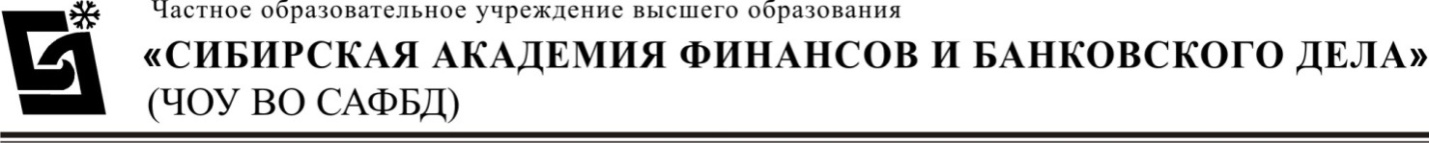 Частное образовательное учреждение высшего образования
«СИБИРСКАЯ АКАДЕМИЯ ФИНАНСОВ И БАНКОВСКОГО ДЕЛА»
(ЧОУ ВО САФБД)